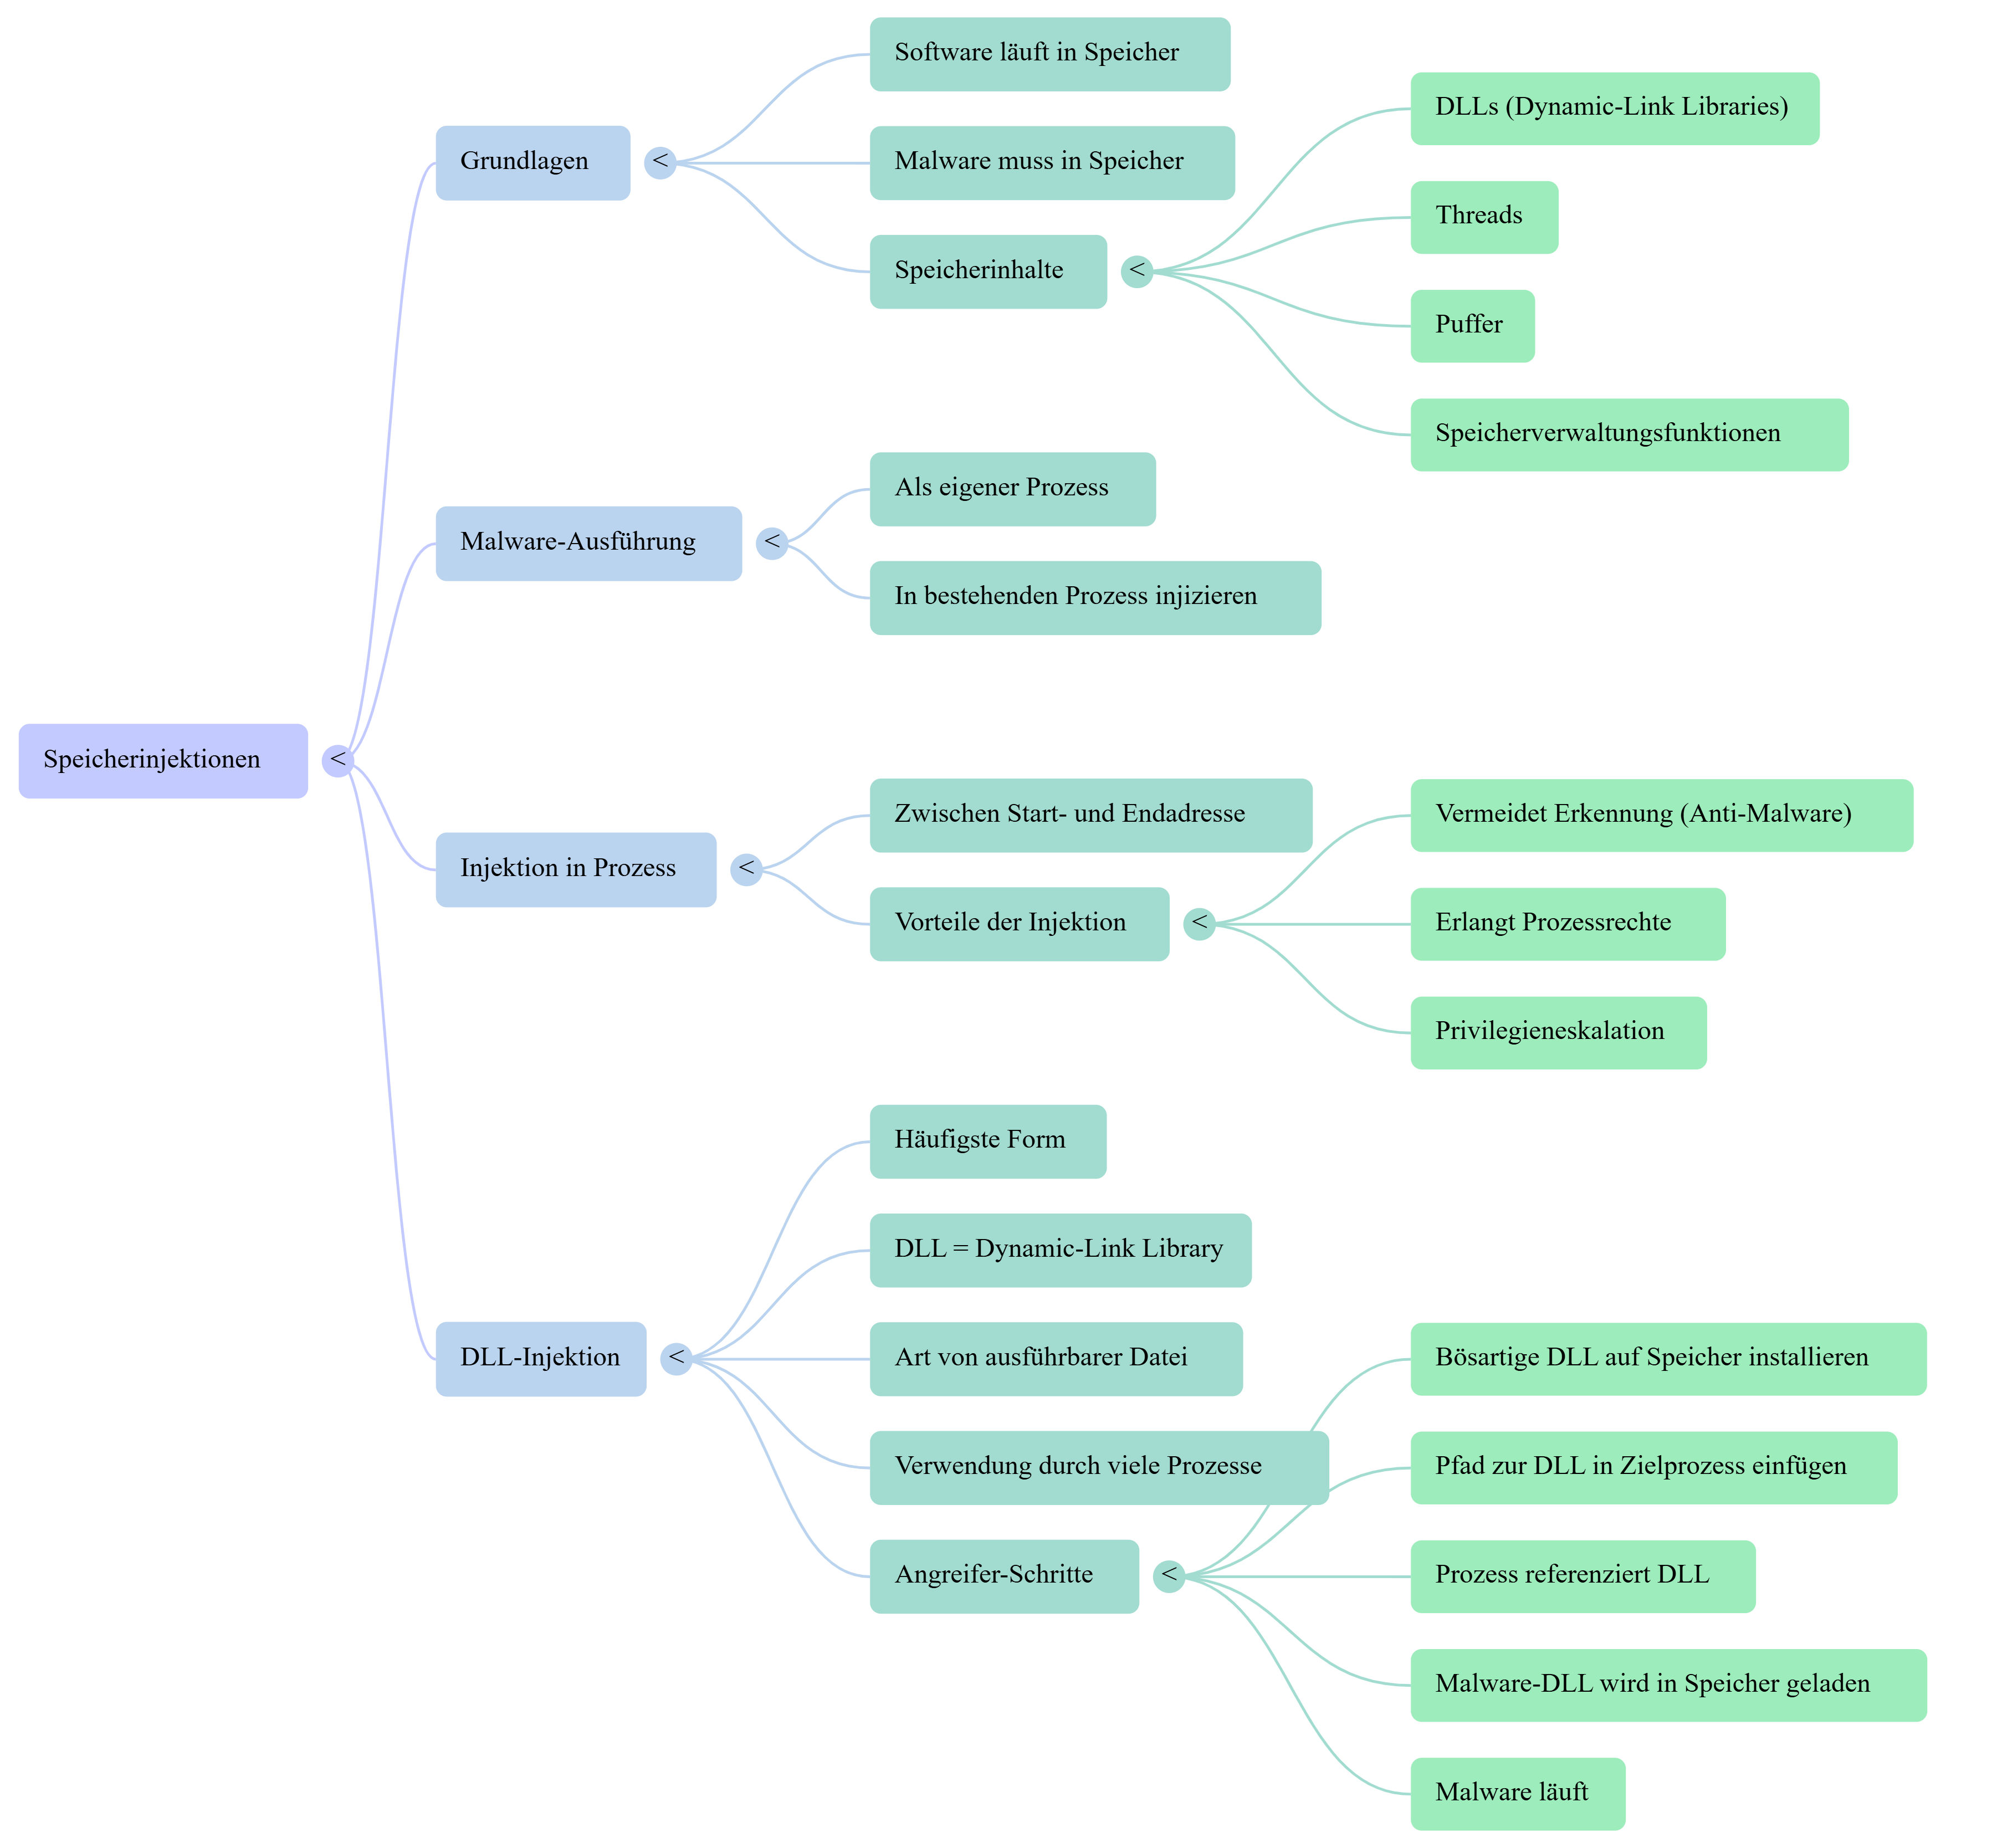 Speicherinjektionen
<
Grundlagen
<
Software läuft in Speicher
Malware muss in Speicher
Speicherinhalte
<
DLLs (Dynamic-Link Libraries)
Threads
Puffer
Speicherverwaltungsfunktionen
Malware-Ausführung
<
Als eigener Prozess
In bestehenden Prozess injizieren
Injektion in Prozess
<
Zwischen Start- und Endadresse
Vorteile der Injektion
<
Vermeidet Erkennung (Anti-Malware)
Erlangt Prozessrechte
Privilegieneskalation
DLL-Injektion
<
Häufigste Form
DLL = Dynamic-Link Library
Art von ausführbarer Datei
Verwendung durch viele Prozesse
Angreifer-Schritte
<
Bösartige DLL auf Speicher installieren
Pfad zur DLL in Zielprozess einfügen
Prozess referenziert DLL
Malware-DLL wird in Speicher geladen
Malware läuft